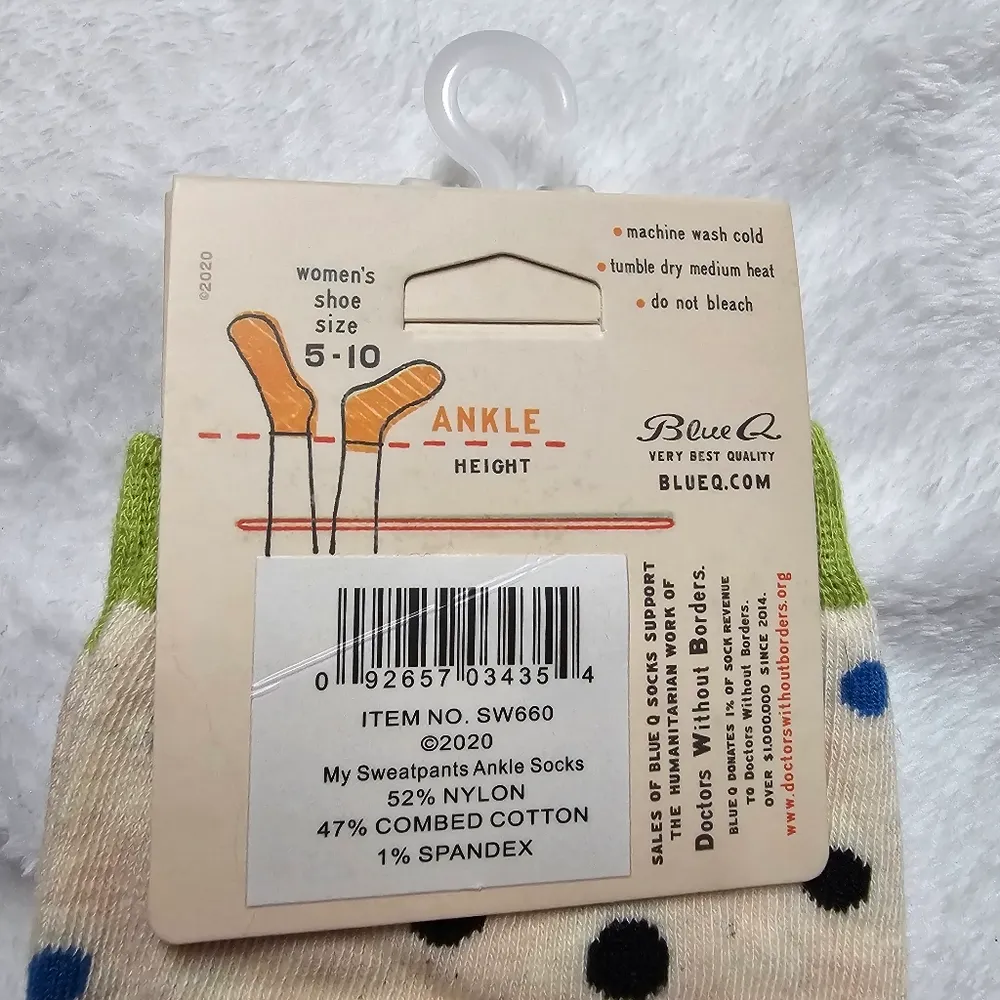 ©2020
women's
shoe
size
5-10
ANKLE
HEIGHT
• machine wash cold
• tumble dry medium heat
• do not bleach
Blue Q
VERY BEST QUALITY
BLUEQ.COM
0 92657 03435 4
ITEM NO. SW660
©2020
My Sweatpants Ankle Socks
52% NYLON
47% COMBED COTTON
1% SPANDEX
SALES OF BLUE Q SOCKS SUPPORT
THE HUMANITARIAN WORK OF
Doctors Without Borders.
BLUE Q DONATES 1% OF SOCK REVENUE
TO Doctors Without Borders.
OVER $1,000,000 SINCE 2014.
www.doctorswithoutborders.org